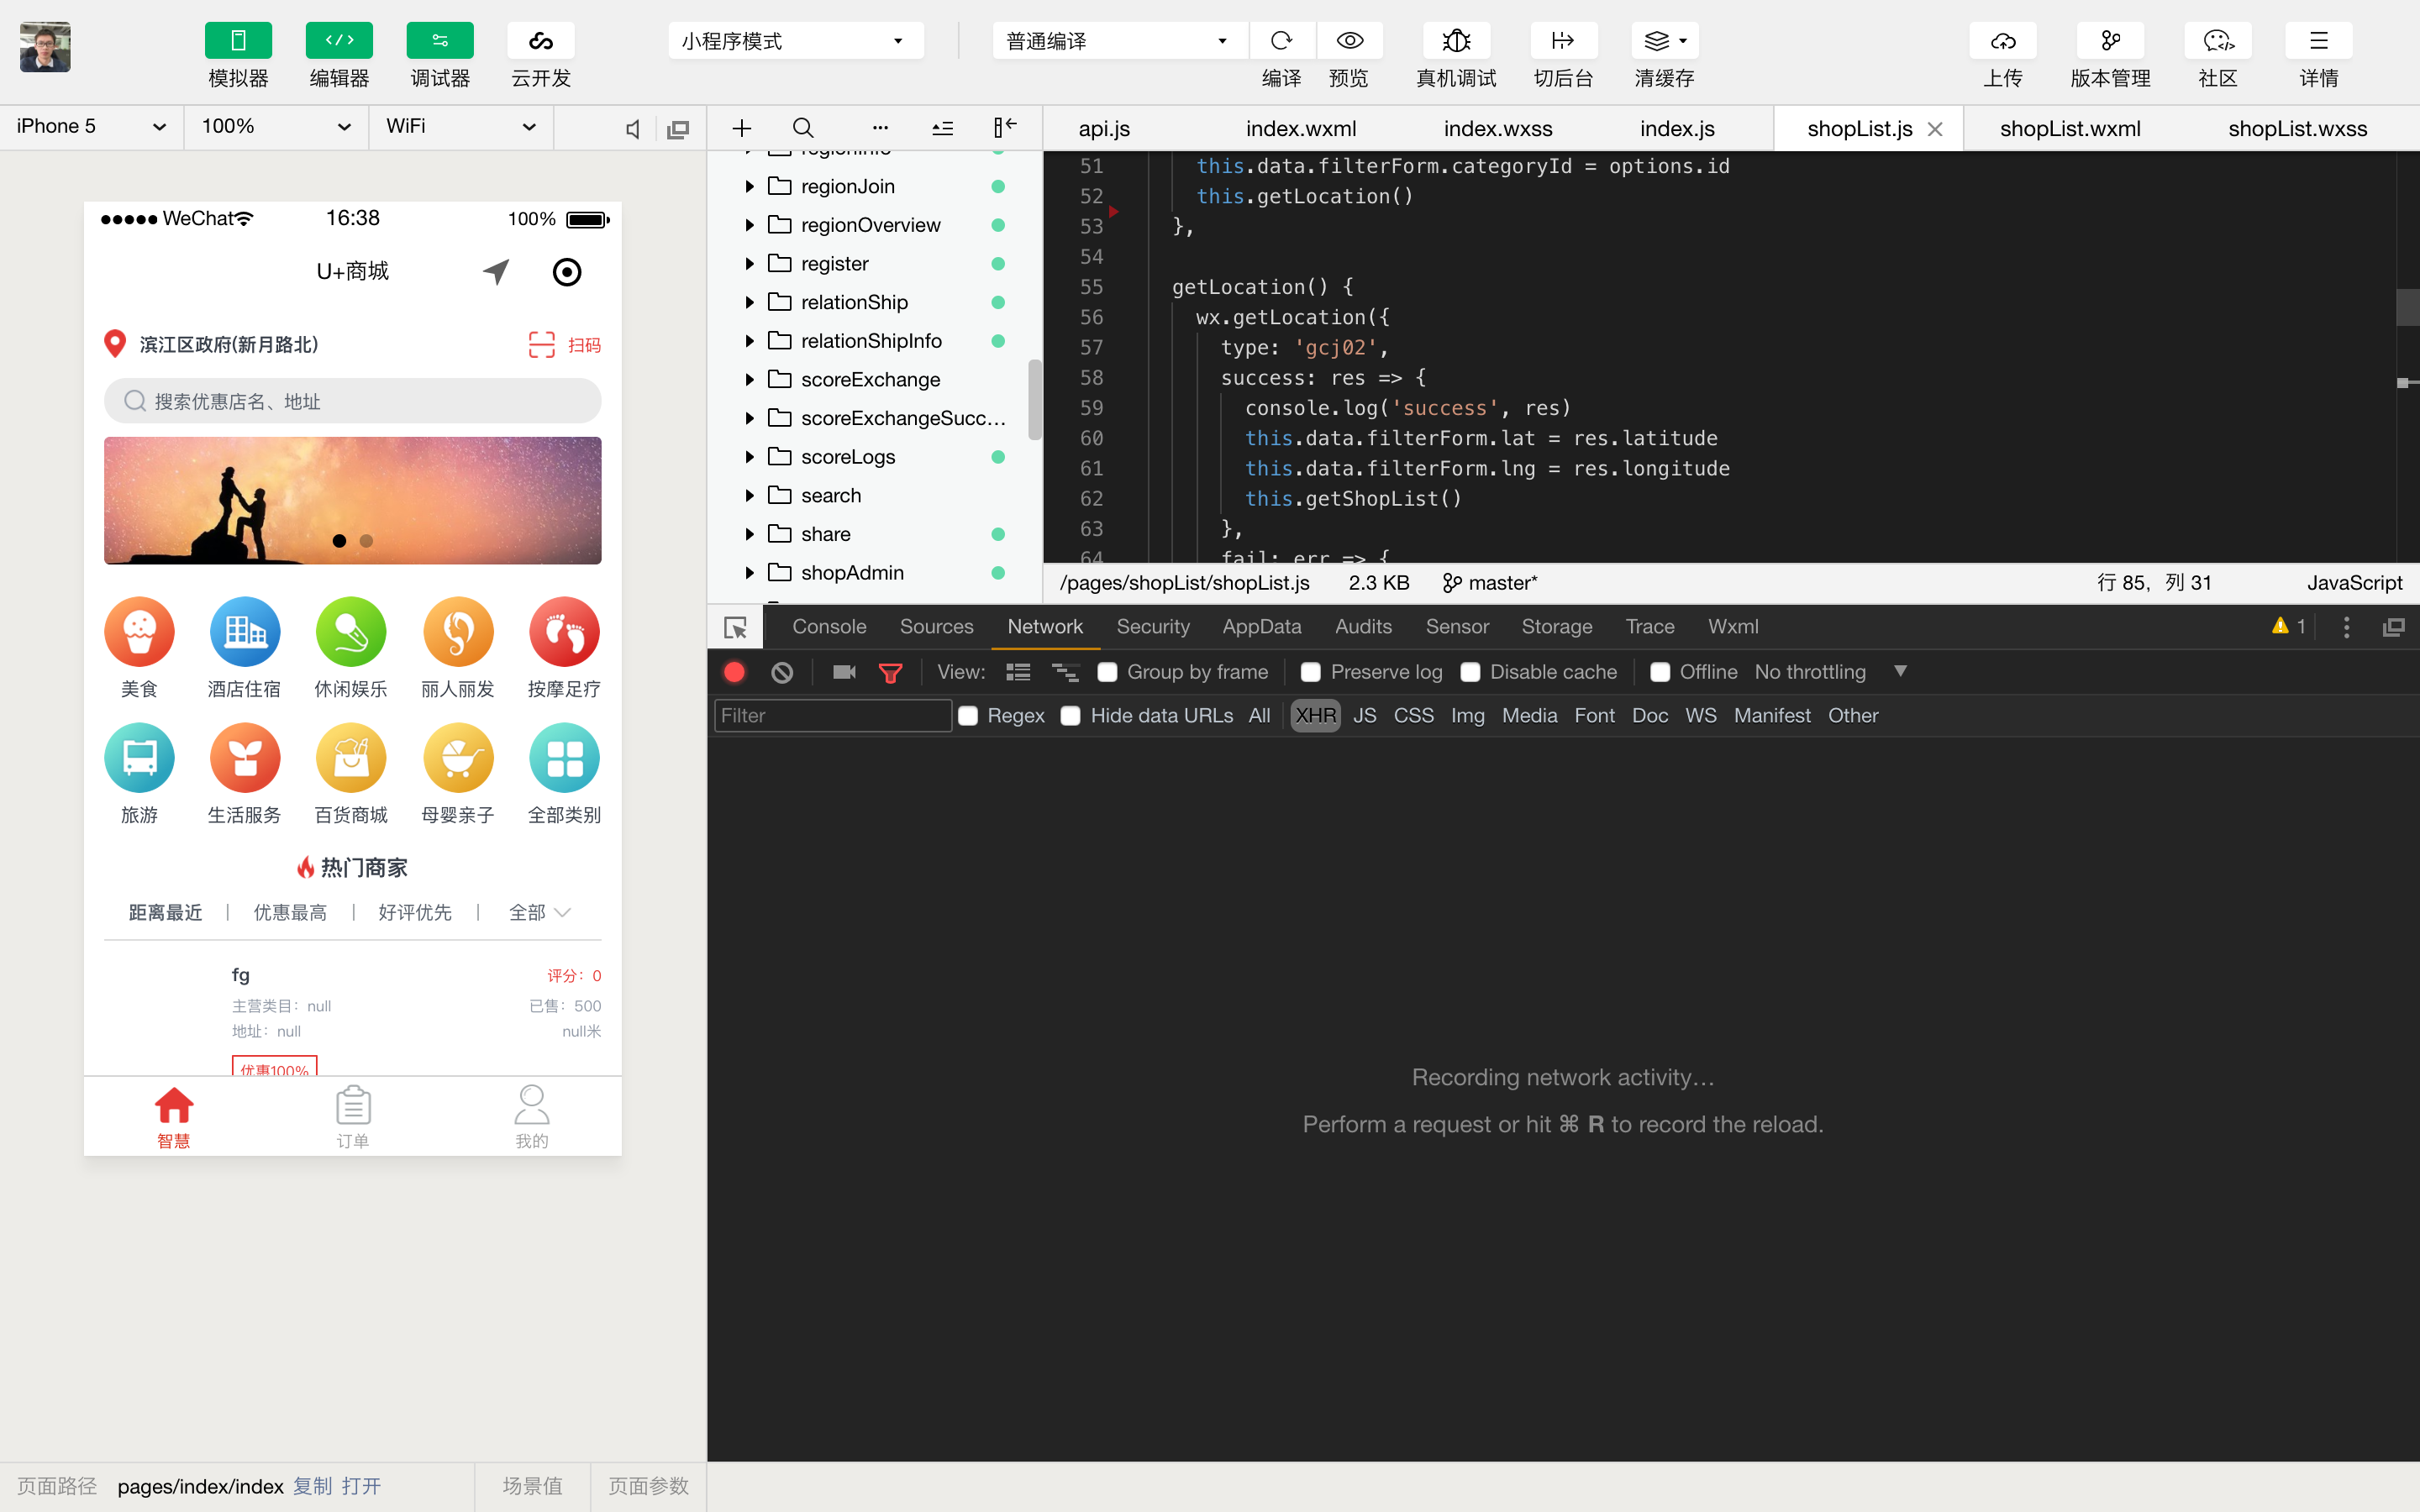 模拟器 编辑器 调试器 云开发
小程序模式
普通编译
编译 预览 真机调试 切后台 清缓存
上传 版本管理 社区 详情
iPhone 5 100% WiFi
●●●●● WeChat 16:38 100%
U+商城
滨江区政府(新月路北) 扫码
搜索优惠店名、地址
美食 酒店住宿 休闲娱乐 丽人丽发 按摩足疗
旅游 生活服务 百货商城 母婴亲子 全部类别
热门商家
距离最近 | 优惠最高 | 好评优先 | 全部
fg 评分：0
主营类目：null 已售：500
地址：null null米
优惠100%
智慧 订单 我的
页面路径 pages/index/index 复制 打开 场景值 页面参数
regionInfo
regionJoin
regionOverview
register
relationShip
relationShipInfo
scoreExchange
scoreExchangeSucc...
scoreLogs
search
share
shopAdmin
api.js index.wxml index.wxss index.js shopList.js shopList.wxml shopList.wxss
51 this.data.filterForm.categoryId = options.id
52 this.getLocation()
53 },
54
55 getLocation() {
56 wx.getLocation({
57 type: 'gcj02',
58 success: res => {
59 console.log('success', res)
60 this.data.filterForm.lat = res.latitude
61 this.data.filterForm.lng = res.longitude
62 this.getShopList()
63 },
64 fail: err => {
/pages/shopList/shopList.js 2.3 KB master* 行 85，列 31 JavaScript
Console Sources Network Security AppData Audits Sensor Storage Trace Wxml 1
View: Group by frame Preserve log Disable cache Offline No throttling
Filter Regex Hide data URLs All XHR JS CSS Img Media Font Doc WS Manifest Other
Recording network activity…
Perform a request or hit ⌘ R to record the reload.